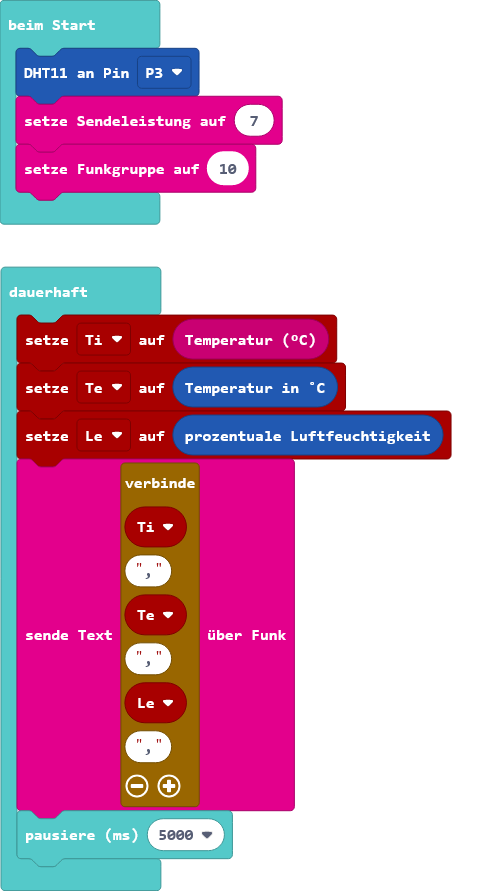 beim Start
DHT11 an Pin P3
setze Sendeleistung auf 7
setze Funkgruppe auf 10
dauerhaft
setze Ti auf Temperatur (ºC)
setze Te auf Temperatur in °C
setze Le auf prozentuale Luftfeuchtigkeit
verbinde
Ti
","
Te
","
Le
","
sende Text über Funk
pausiere (ms) 5000